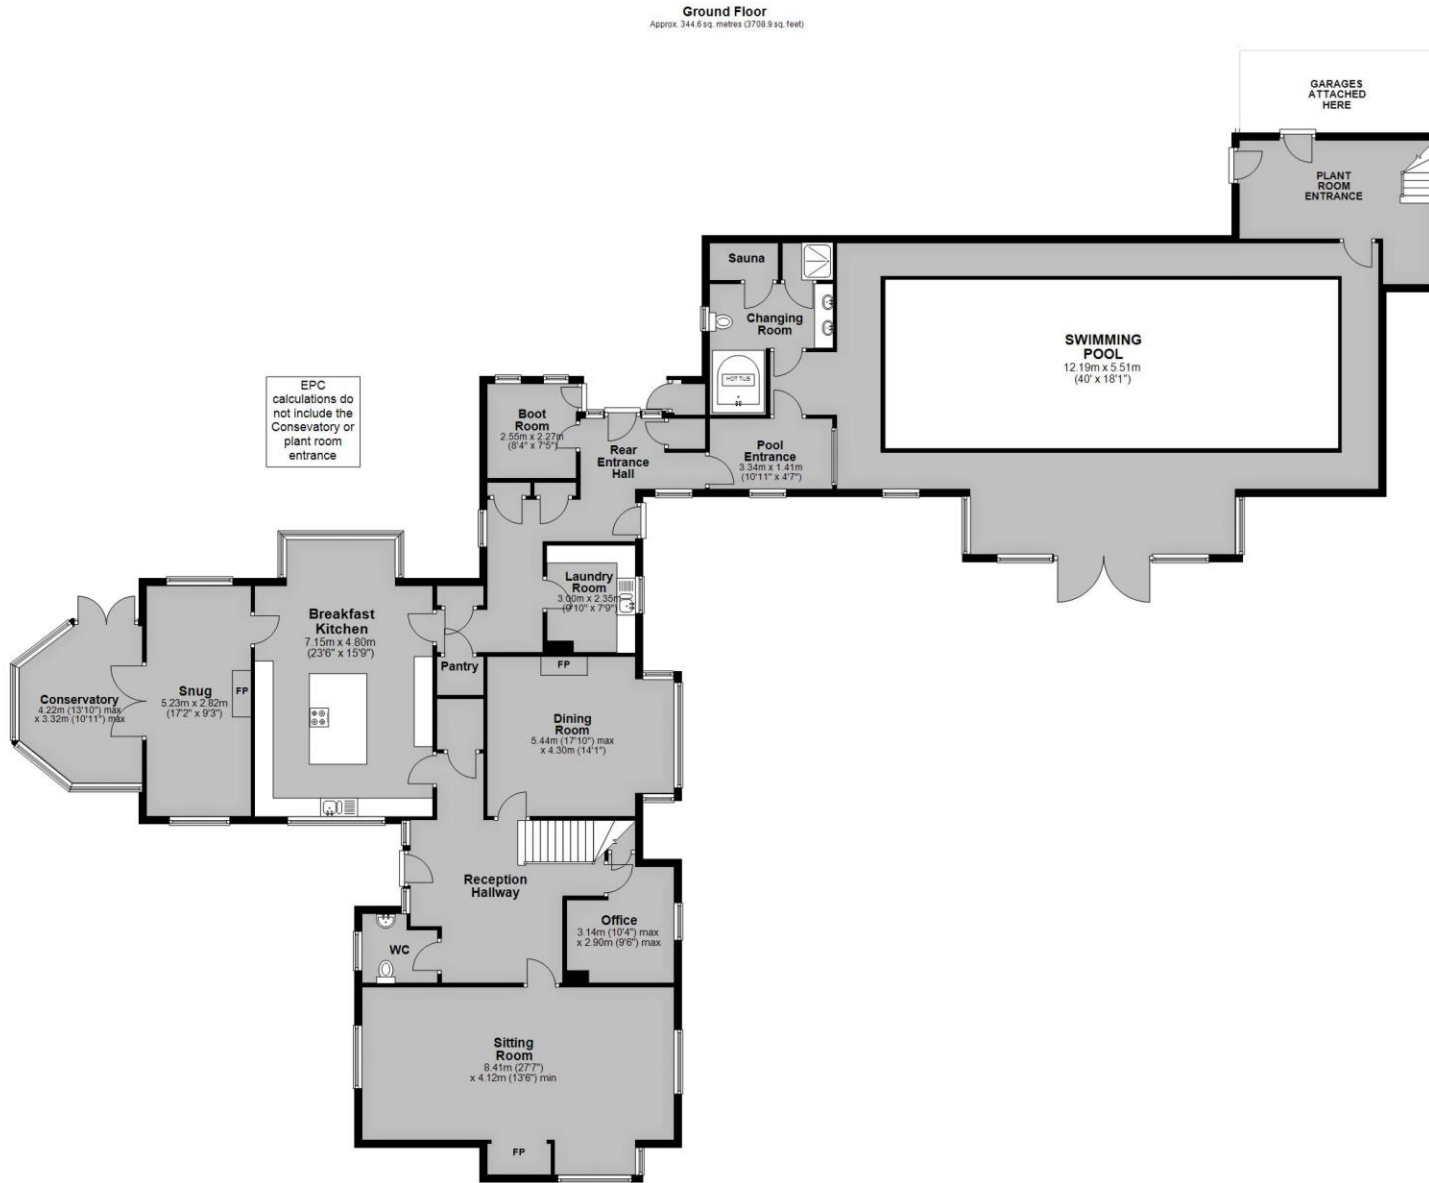 Ground Floor
Approx. 344.6 sq. metres (3708.9 sq. feet)
GARAGES
ATTACHED
HERE
PLANT
ROOM
ENTRANCE
Sauna
Changing
Room
HOT TUB
SWIMMING
POOL
12.19m x 5.51m
(40' x 18'1")
EPC
calculations do
not include the
Consevatory or
plant room
entrance
Boot
Room
2.55m x 2.27m
(8'4" x 7'5")
Rear
Entrance
Hall
Pool
Entrance
3.34m x 1.41m
(10'11" x 4'7")
Laundry
Room
3.00m x 2.35m
(9'10" x 7'9")
Breakfast
Kitchen
7.15m x 4.80m
(23'6" x 15'9")
Pantry
FP
Conservatory
4.22m (13'10") max
x 3.32m (10'11") max
Snug
5.23m x 2.82m
(17'2" x 9'3")
FP
Dining
Room
5.44m (17'10") max
x 4.30m (14'1")
Reception
Hallway
Office
3.14m (10'4") max
x 2.90m (9'6") max
WC
Sitting
Room
8.41m (27'7")
x 4.12m (13'6") min
FP